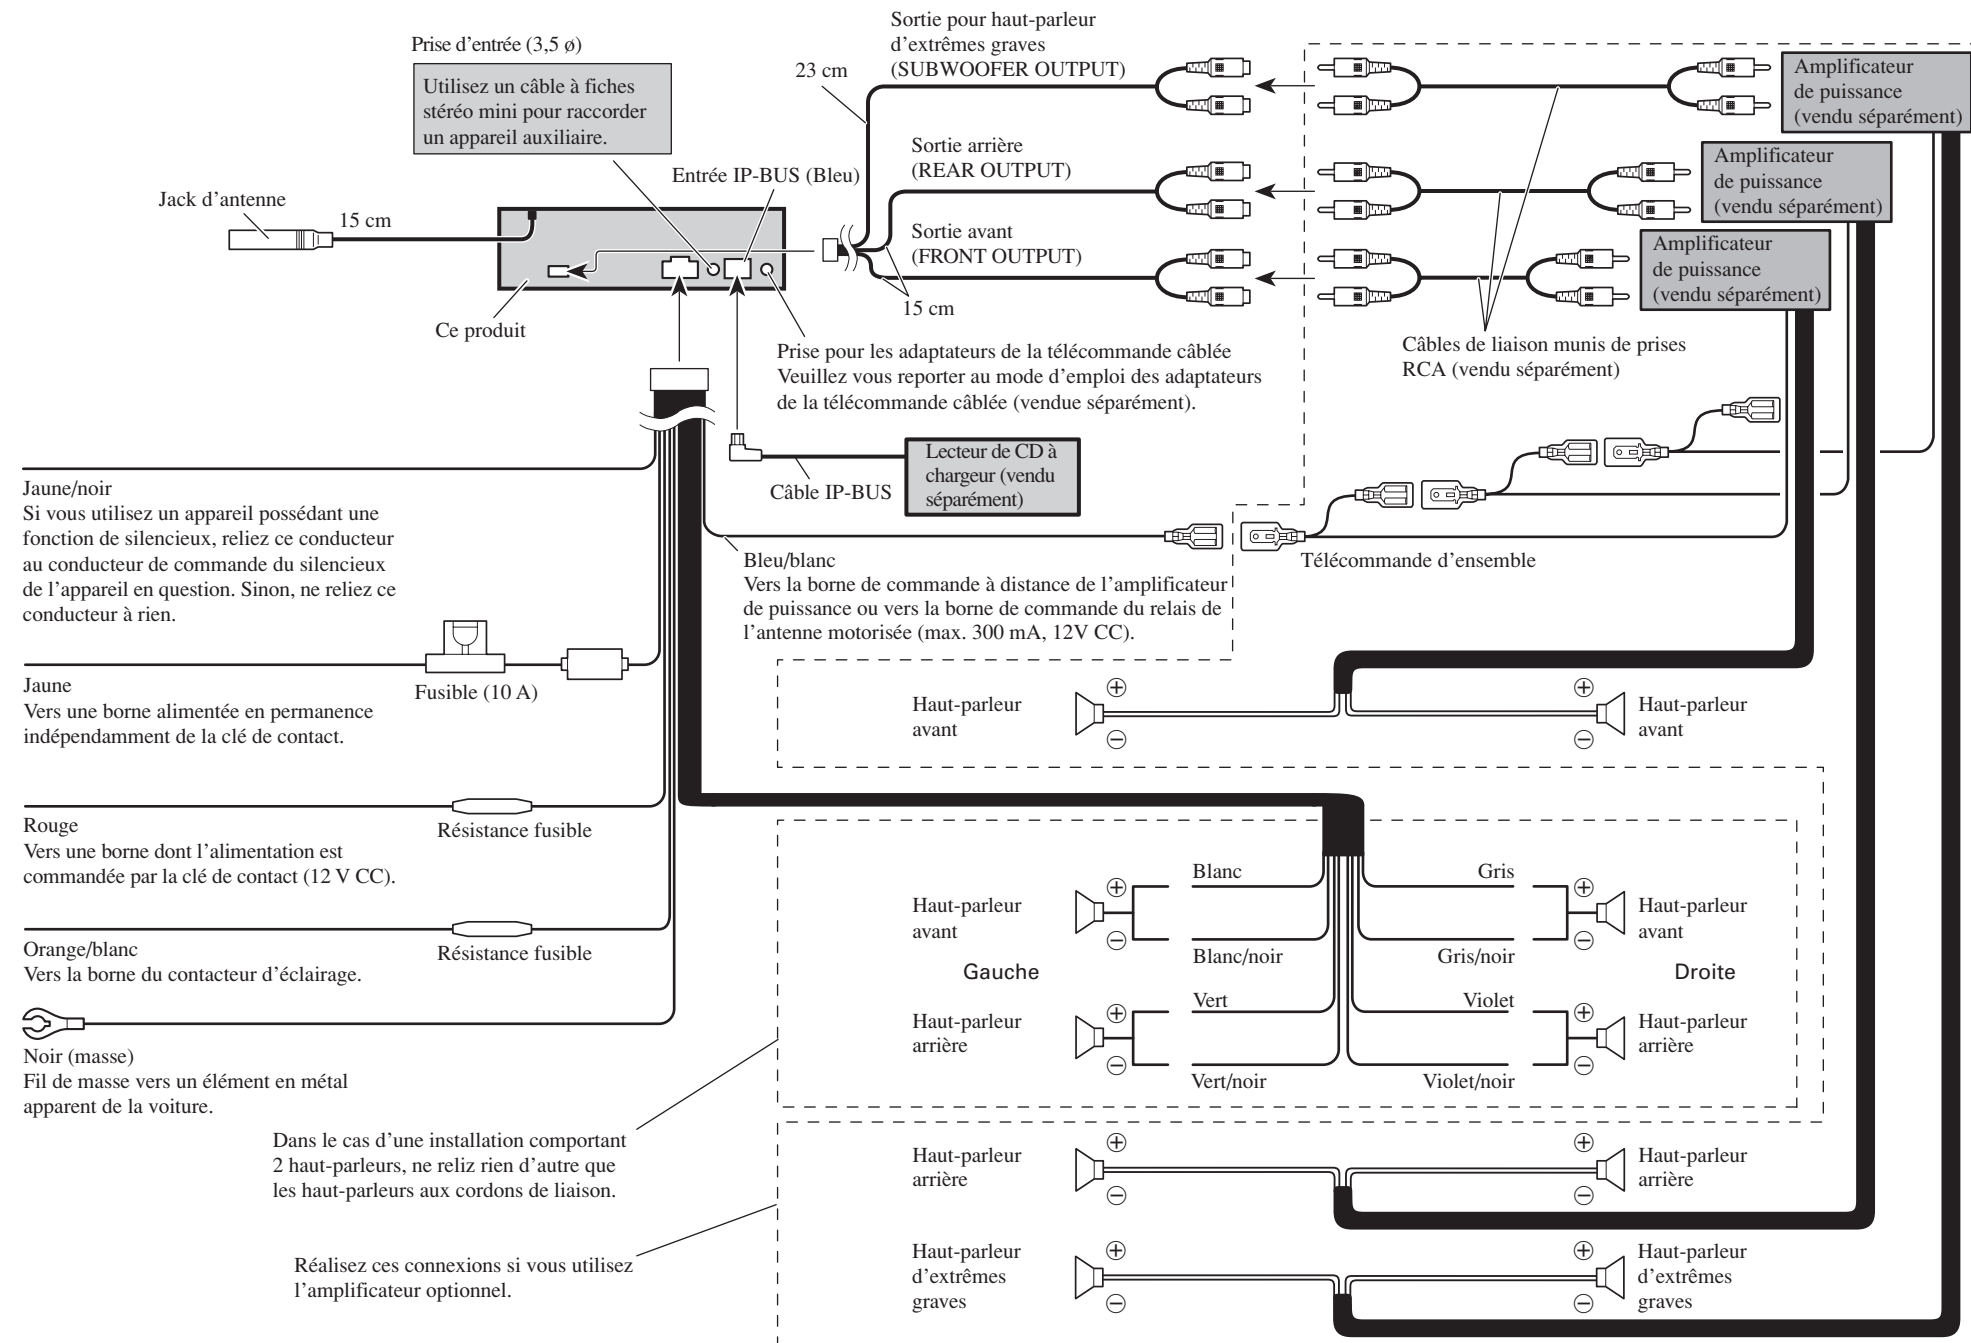 Sortie pour haut-parleur
d’extrêmes graves
(SUBWOOFER OUTPUT)
Prise d’entrée (3,5 ø)
23 cm
Utilisez un câble à fiches
stéréo mini pour raccorder
un appareil auxiliaire.
Amplificateur
de puissance
(vendu séparément)
Sortie arrière
(REAR OUTPUT)
Entrée IP-BUS (Bleu)
Amplificateur
de puissance
(vendu séparément)
Jack d’antenne
15 cm
Sortie avant
(FRONT OUTPUT)
Amplificateur
de puissance
(vendu séparément)
15 cm
Ce produit
Prise pour les adaptateurs de la télécommande câblée
Veuillez vous reporter au mode d’emploi des adaptateurs
de la télécommande câblée (vendue séparément).
Câbles de liaison munis de prises
RCA (vendu séparément)
Lecteur de CD à
chargeur (vendu
séparément)
Câble IP-BUS
Jaune/noir
Si vous utilisez un appareil possédant une
fonction de silencieux, reliez ce conducteur
au conducteur de commande du silencieux
de l’appareil en question. Sinon, ne reliez ce
conducteur à rien.
Bleu/blanc
Vers la borne de commande à distance de l’amplificateur
de puissance ou vers la borne de commande du relais de
l’antenne motorisée (max. 300 mA, 12V CC).
Télécommande d’ensemble
Jaune
Vers une borne alimentée en permanence
indépendamment de la clé de contact.
Fusible (10 A)
Haut-parleur
avant
⊕
⊖
⊕
⊖
Haut-parleur
avant
Rouge
Vers une borne dont l’alimentation est
commandée par la clé de contact (12 V CC).
Résistance fusible
Orange/blanc
Vers la borne du contacteur d’éclairage.
Résistance fusible
Noir (masse)
Fil de masse vers un élément en métal
apparent de la voiture.
Haut-parleur
avant
⊕
⊖
Blanc
Blanc/noir
Gris
Gris/noir
⊕
⊖
Haut-parleur
avant
Gauche
Droite
Haut-parleur
arrière
⊕
⊖
Vert
Vert/noir
Violet
Violet/noir
⊕
⊖
Haut-parleur
arrière
Dans le cas d’une installation comportant
2 haut-parleurs, ne reliz rien d’autre que
les haut-parleurs aux cordons de liaison.
Haut-parleur
arrière
⊕
⊖
⊕
⊖
Haut-parleur
arrière
Réalisez ces connexions si vous utilisez
l’amplificateur optionnel.
Haut-parleur
d’extrêmes
graves
⊕
⊖
⊕
⊖
Haut-parleur
d’extrêmes
graves